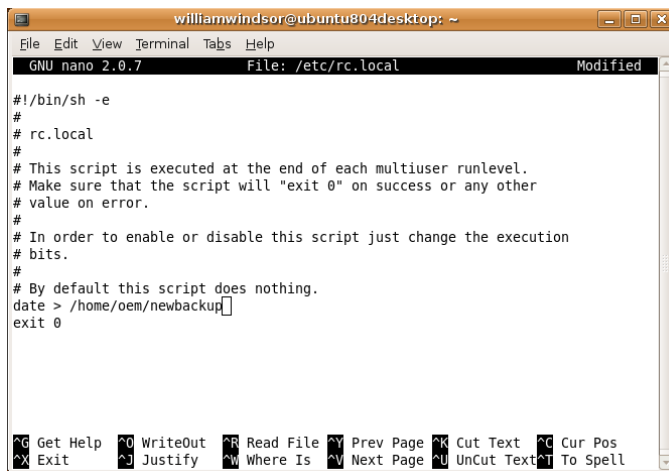 williamwindsor@ubuntu804desktop: ~
File Edit View Terminal Tabs Help
GNU nano 2.0.7 File: /etc/rc.local Modified
#!/bin/sh -e
#
# rc.local
#
# This script is executed at the end of each multiuser runlevel.
# Make sure that the script will "exit 0" on success or any other
# value on error.
#
# In order to enable or disable this script just change the execution
# bits.
#
# By default this script does nothing.
date > /home/oem/newbackup
exit 0
^G Get Help ^O WriteOut ^R Read File ^Y Prev Page ^K Cut Text ^C Cur Pos
^X Exit ^J Justify ^W Where Is ^V Next Page ^U UnCut Text ^T To Spell